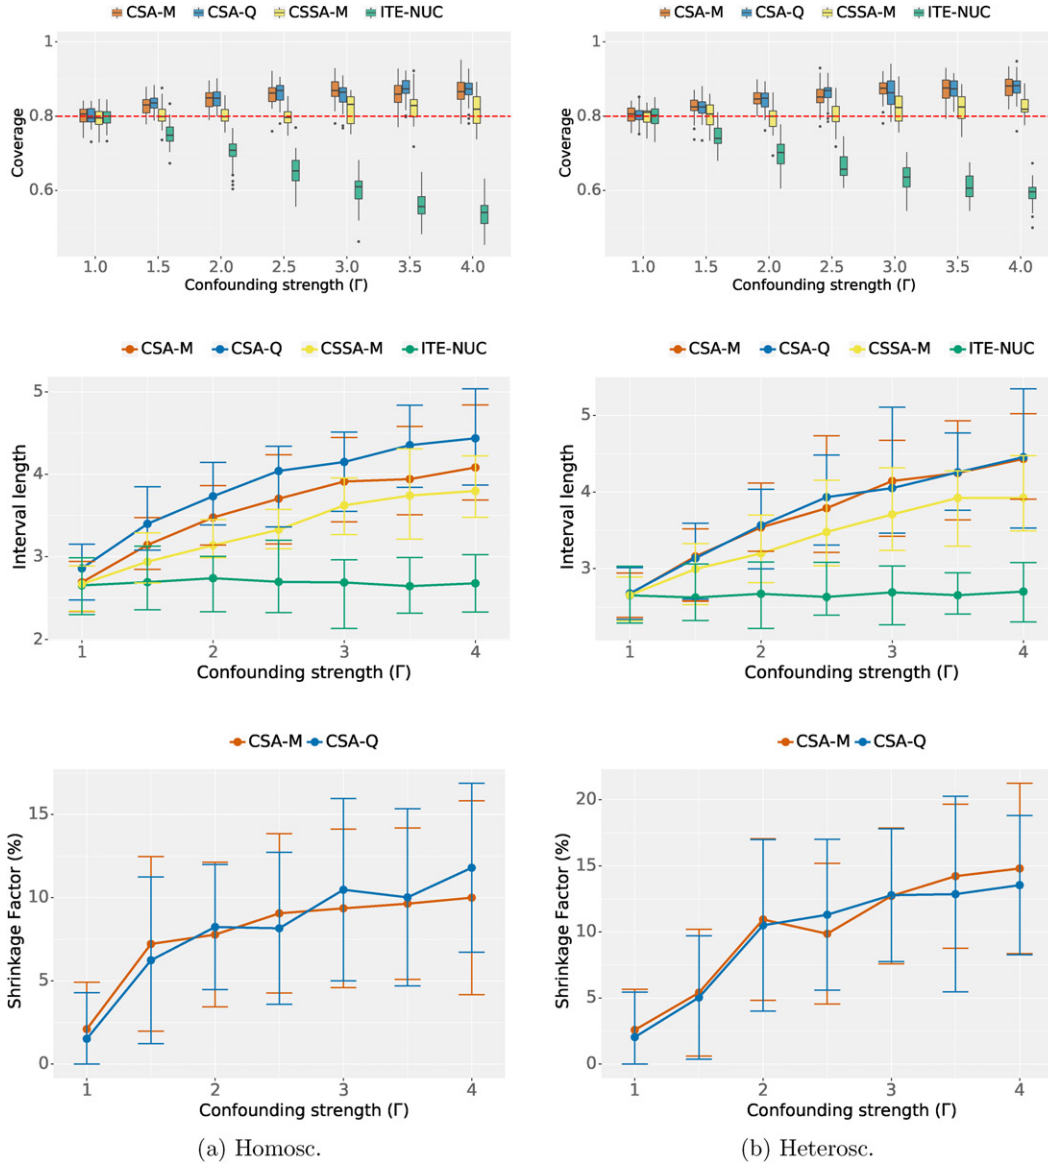 CSA-M CSA-Q CSSA-M ITE-NUC
1
0.8
0.6
Coverage
1.0 1.5 2.0 2.5 3.0 3.5 4.0
Confounding strength (Γ)
CSA-M CSA-Q CSSA-M ITE-NUC
1
0.8
0.6
Coverage
1.0 1.5 2.0 2.5 3.0 3.5 4.0
Confounding strength (Γ)
CSA-M CSA-Q CSSA-M ITE-NUC
5
4
3
2
Interval length
1 2 3 4
Confounding strength (Γ)
CSA-M CSA-Q CSSA-M ITE-NUC
5
4
3
Interval length
1 2 3 4
Confounding strength (Γ)
CSA-M CSA-Q
15
10
5
0
Shrinkage Factor (%)
1 2 3 4
Confounding strength (Γ)
(a) Homosc.
CSA-M CSA-Q
20
15
10
5
0
Shrinkage Factor (%)
1 2 3 4
Confounding strength (Γ)
(b) Heterosc.